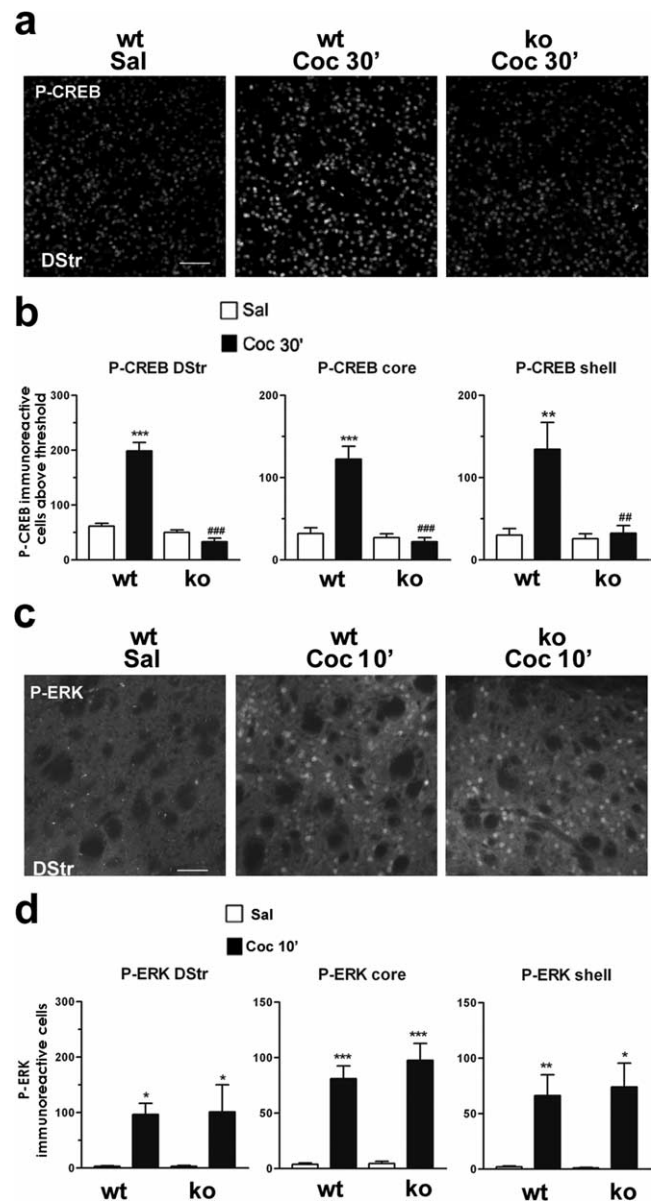 a
wt wt ko
Sal Coc 30' Coc 30'
P-CREB
DStr
b
Sal
Coc 30'
P-CREB DStr P-CREB core P-CREB shell
P-CREB immunoreactive
cells above threshold
300
200
100
0
***
###
wt ko
200
100
0
***
###
wt ko
200
100
0
**
##
wt ko
c
wt wt ko
Sal Coc 10' Coc 10'
P-ERK
DStr
d
Sal
Coc 10'
P-ERK DStr P-ERK core P-ERK shell
P-ERK
immunoreactive cells
300
200
100
0
*
*
wt ko
150
100
50
0
***
***
wt ko
150
100
50
0
**
*
wt ko